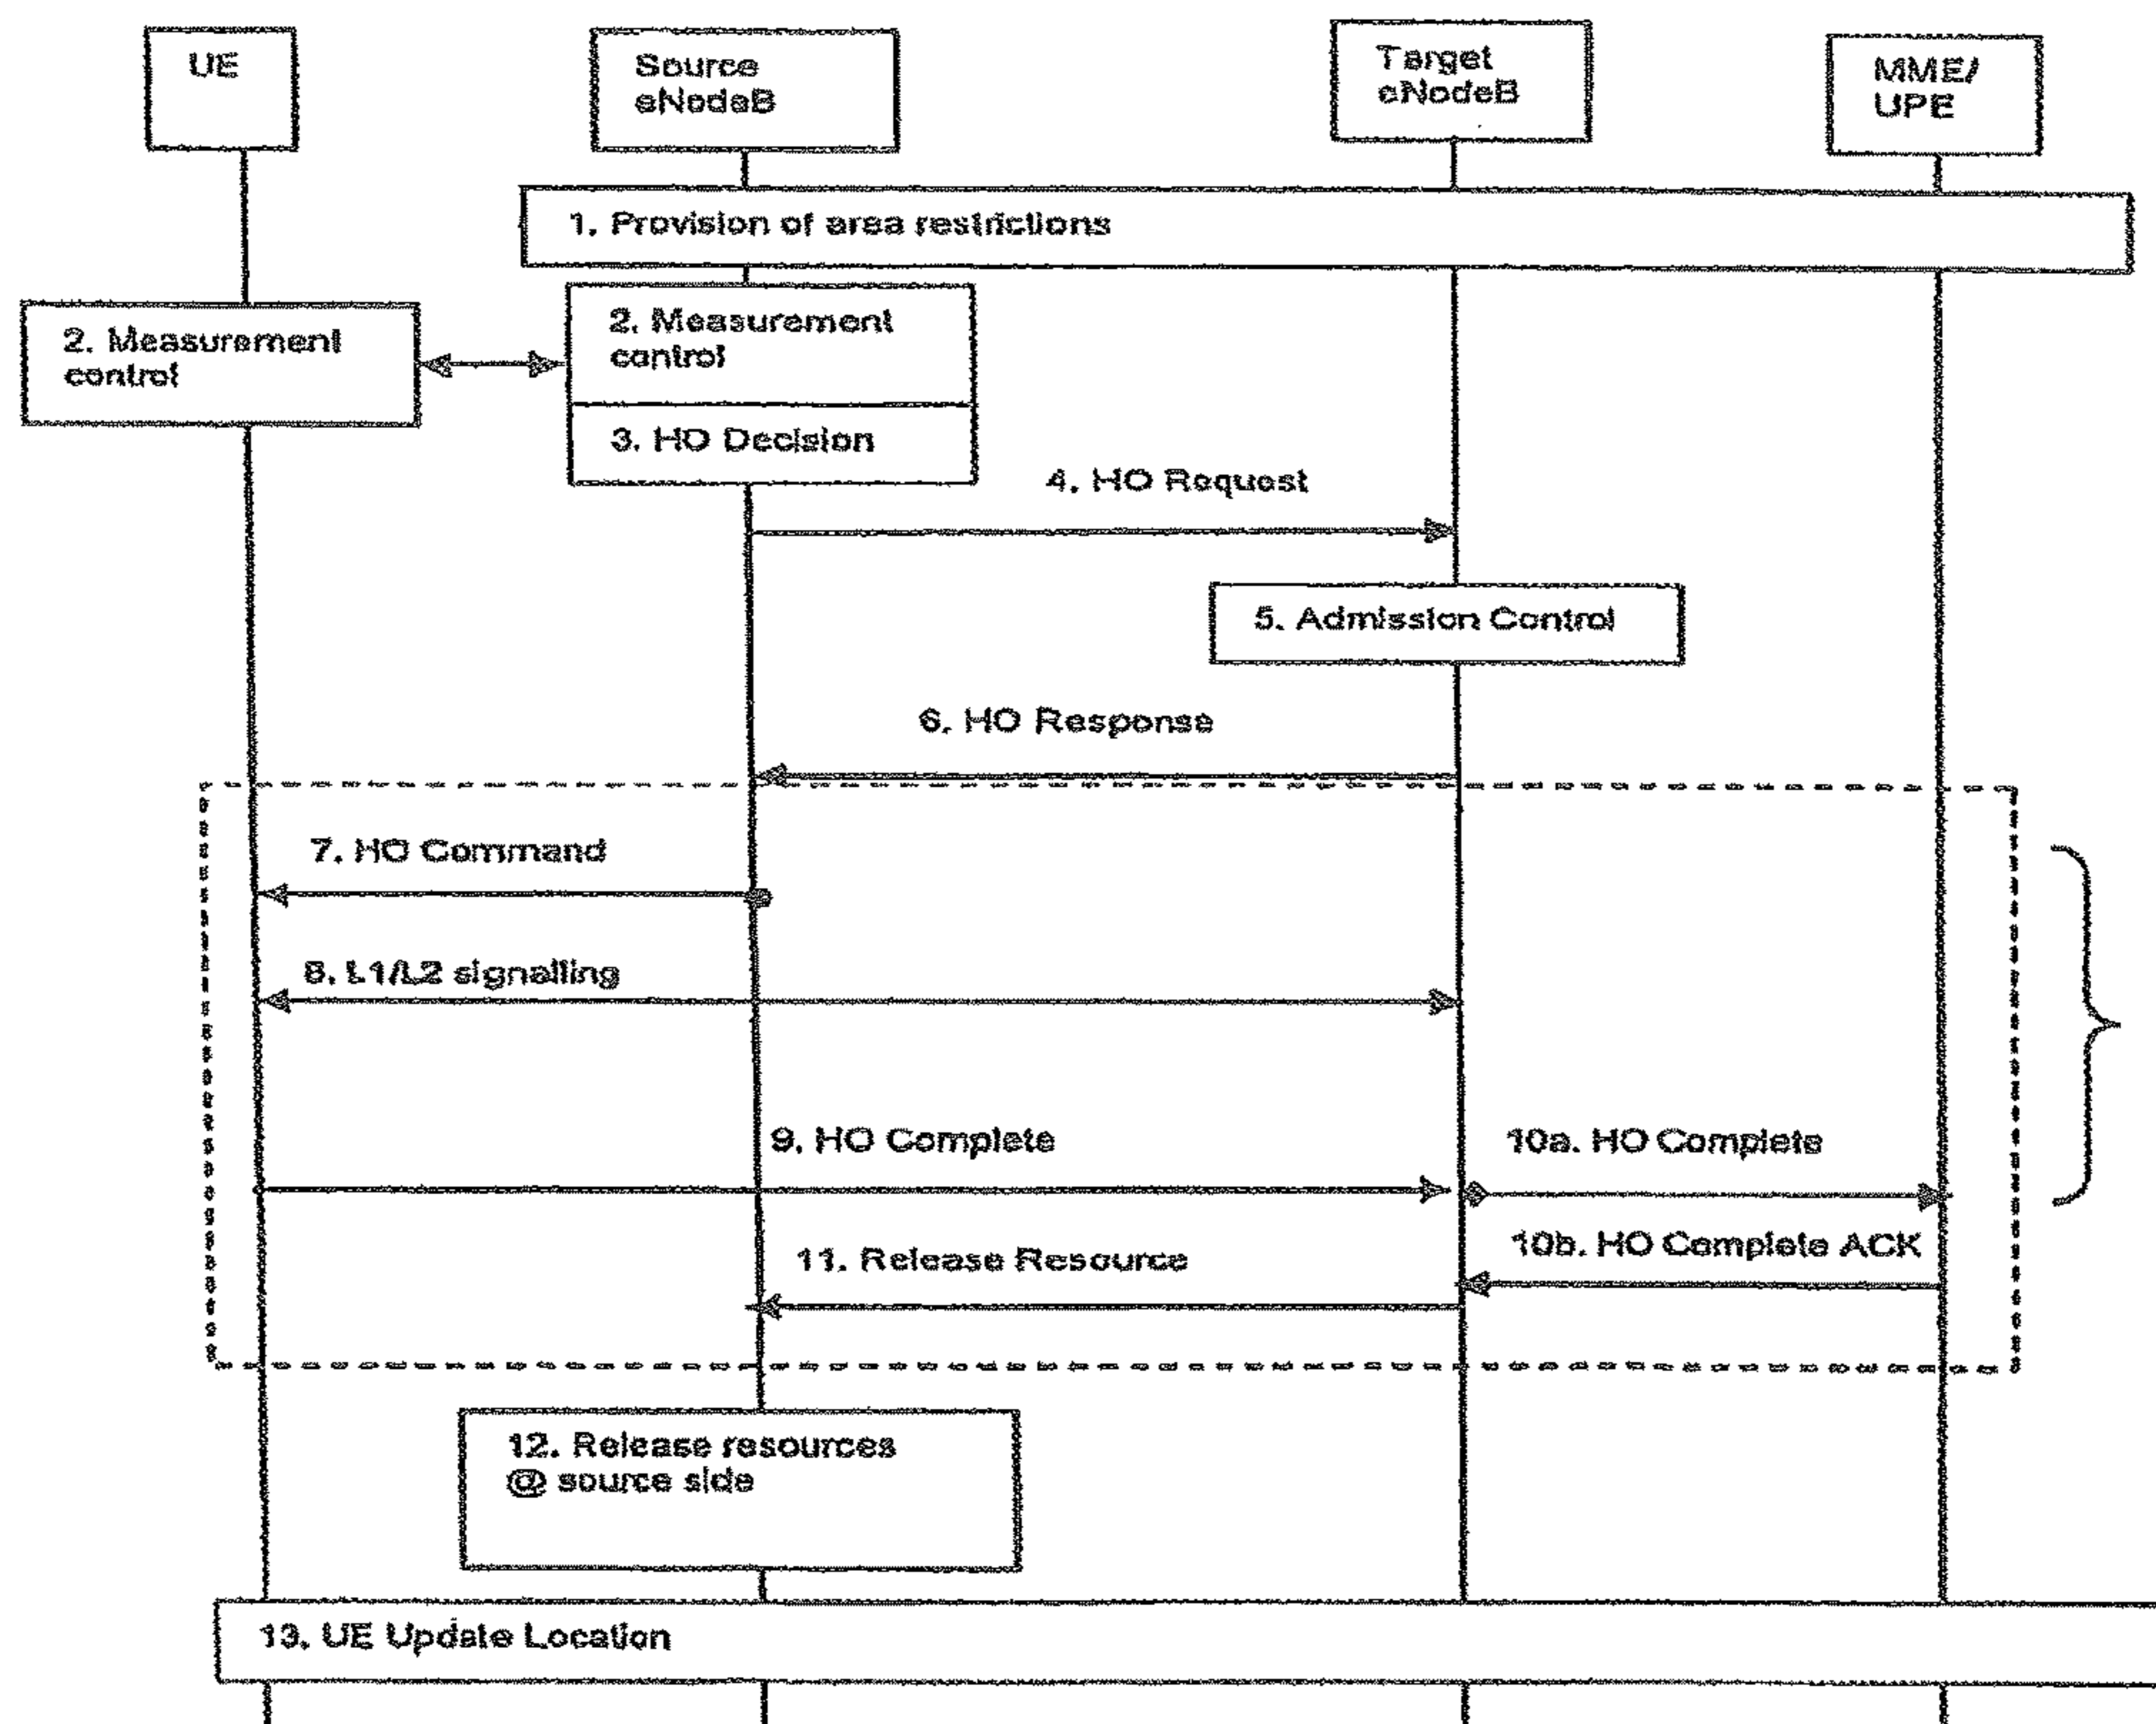 UE
Source
eNodeB
Target
eNodeB
MME/
UPE
1. Provision of area restrictions
2. Measurement
control
2. Measurement
control
3. HO Decision
4. HO Request
5. Admission Control
6. HO Response
7. HO Command
8. L1/L2 signalling
9. HO Complete
10a. HO Complete
10b. HO Complete ACK
11. Release Resource
12. Release resources
@ source side
13. UE Update Location